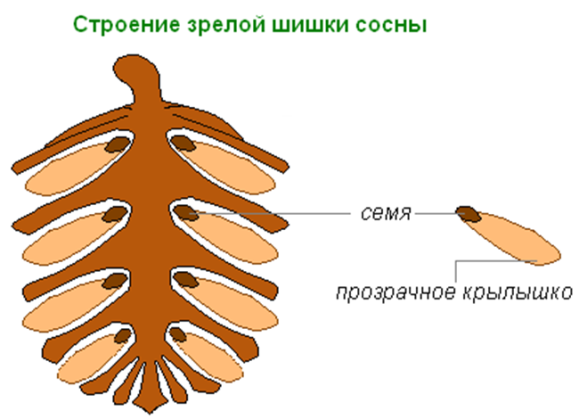 Строение зрелой шишки сосны
семя
прозрачное крылышко